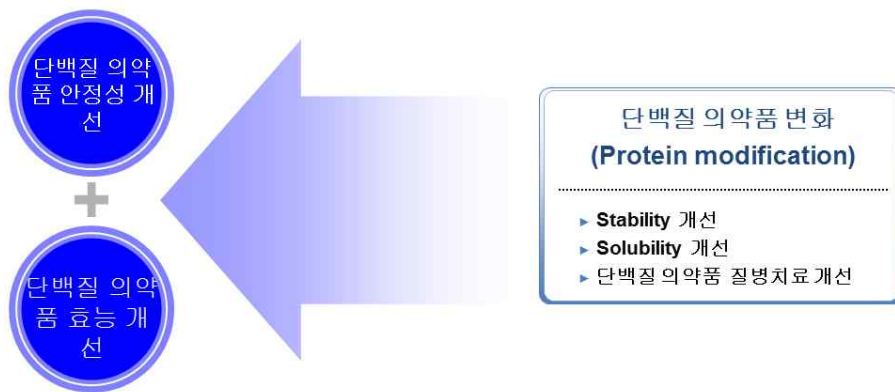 단백질 의약
품 안정성 개
선
+
단백질 의약
품 효능 개
선
단백질 의약품 변화
(Protein modification)
▸ Stability 개선
▸ Solubility 개선
▸ 단백질 의약품 질병치료 개선